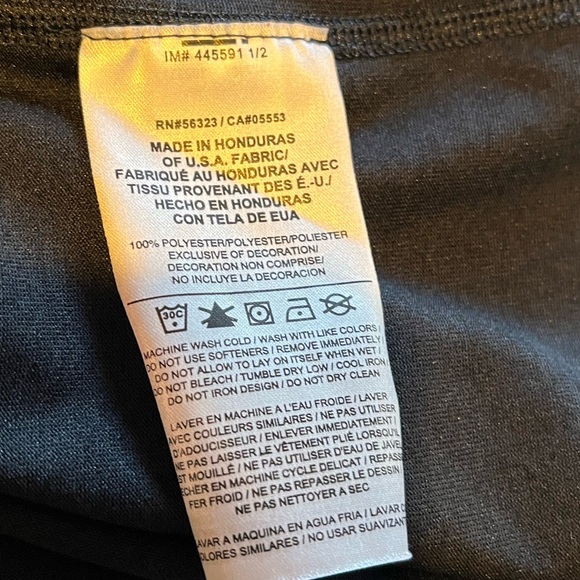 IM# 445591 1/2
RN#56323 / CA#05553
MADE IN HONDURAS
OF U.S.A. FABRIC/
FABRIQUÉ AU HONDURAS AVEC
TISSU PROVENANT DES É.-U./
HECHO EN HONDURAS
CON TELA DE EUA
100% POLYESTER/POLYESTER/POLIESTER
EXCLUSIVE OF DECORATION/
DECORATION NON COMPRISE/
NO INCLUYE LA DECORACION
30C
MACHINE WASH COLD / WASH WITH LIKE COLORS /
DO NOT USE SOFTENERS / REMOVE IMMEDIATELY /
DO NOT ALLOW TO LAY ON ITSELF WHEN WET /
DO NOT BLEACH / TUMBLE DRY LOW / COOL IRON /
DO NOT IRON DESIGN / DO NOT DRY CLEAN
LAVER EN MACHINE A L'EAU FROIDE / LAVER
AVEC COULEURS SIMILAIRES / NE PAS UTILISER
D'ADOUCISSEUR / ENLEVER IMMEDIATEMENT /
NE PAS LAISSER LE VÊTEMENT PLIÉ LORSQU'IL
EST MOUILLÉ / NE PAS UTILISER D'EAU DE JAVEL
SÉCHER EN MACHINE CYCLE DELICAT / REPASS
FER FROID / NE PAS REPASSER LE DESSIN
NE PAS NETTOYER A SEC
LAVAR A MAQUINA EN AGUA FRIA / LAVAR C
OLORES SIMILARES / NO USAR SUAVIZANT